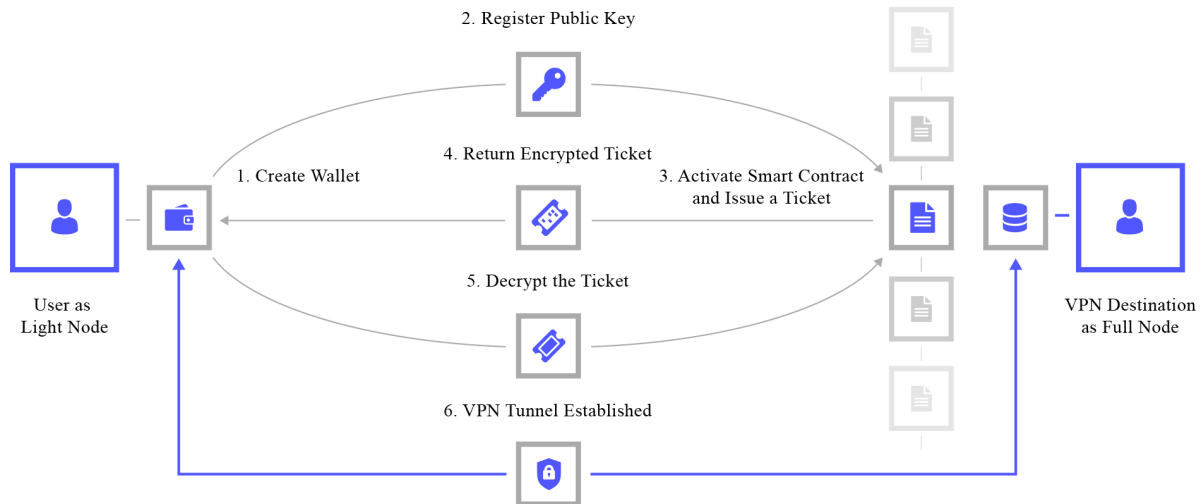 2. Register Public Key
4. Return Encrypted Ticket
1. Create Wallet
3. Activate Smart Contract
and Issue a Ticket
5. Decrypt the Ticket
User as
Light Node
VPN Destination
as Full Node
6. VPN Tunnel Established